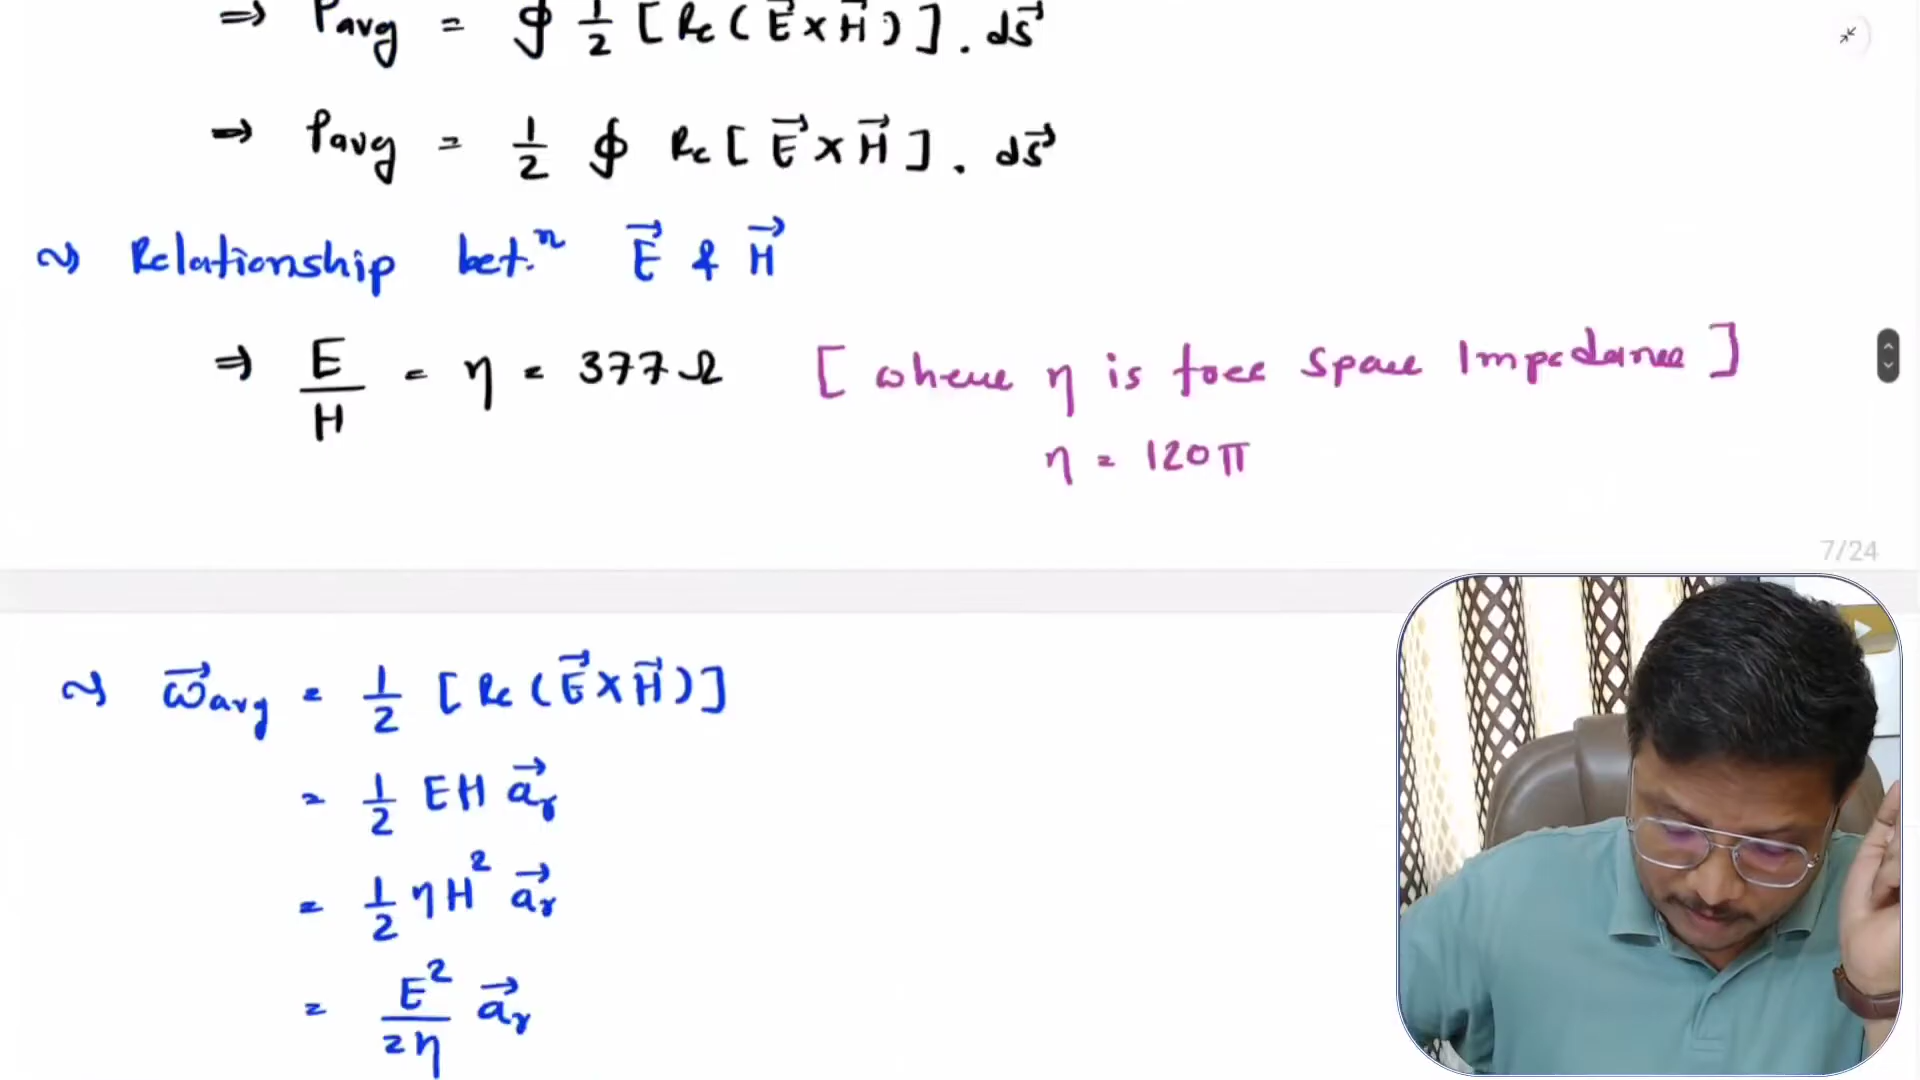 ⇒ Pavg = ∮ 1/2 [Re(E⃗×H⃗)] . ds⃗
⇒ Pavg = 1/2 ∮ Re[E⃗×H⃗] . ds⃗
~> Relationship bet.n E⃗ & H⃗
⇒ E/H = η = 377Ω [where η is free space Impedance]
η = 120π
7/24
~> ω⃗avg = 1/2 [Re(E⃗×H⃗)]
= 1/2 EH a⃗r
= 1/2 ηH² a⃗r
= E²/2η a⃗r